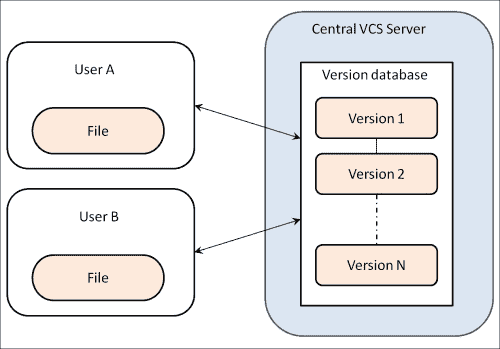 Central VCS Server
User A
File
User B
File
Version database
Version 1
Version 2
Version N